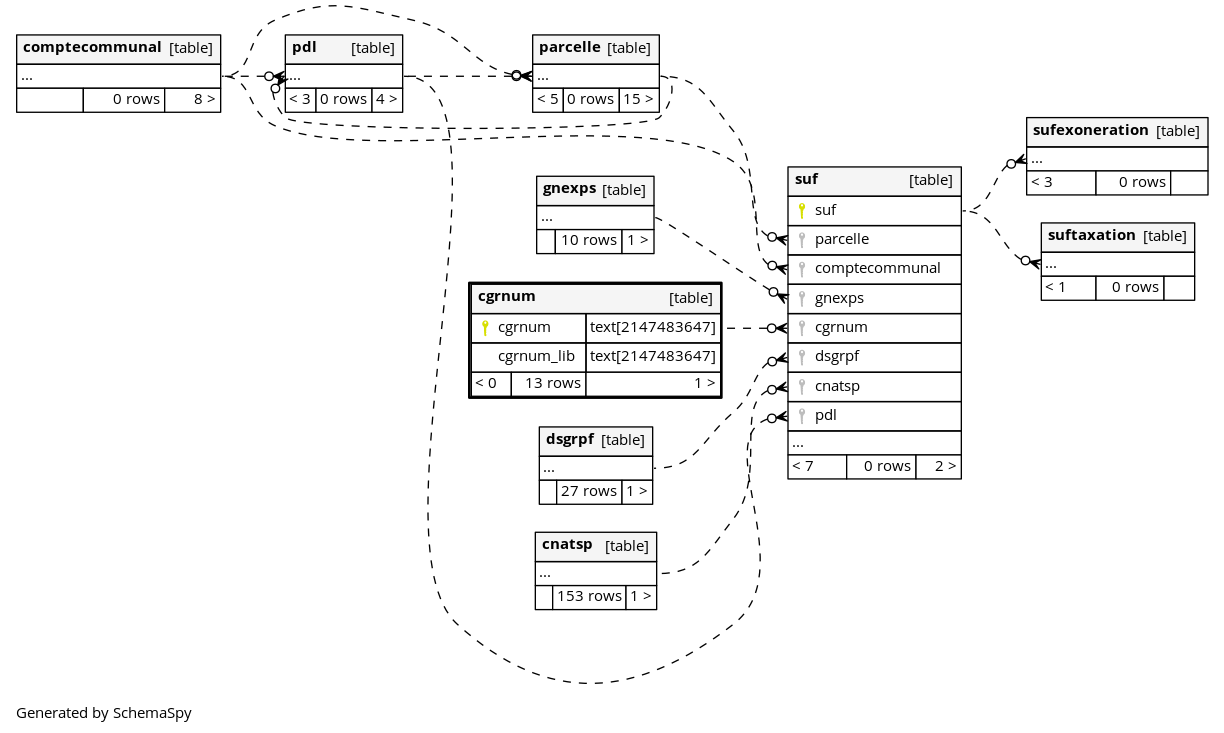 comptecommunal [table]
...
0 rows 8 >
pdl [table]
...
< 3 0 rows 4 >
parcelle [table]
...
< 5 0 rows 15 >
sufexoneration [table]
...
< 3 0 rows
gnexps [table]
...
10 rows 1 >
suf [table]
suf
parcelle
comptecommunal
gnexps
cgrnum
dsgrpf
cnatsp
pdl
...
< 7 0 rows 2 >
suftaxation [table]
...
< 1 0 rows
cgrnum [table]
cgrnum text[2147483647]
cgrnum_lib text[2147483647]
< 0 13 rows 1 >
dsgrpf [table]
...
27 rows 1 >
cnatsp [table]
...
153 rows 1 >
Generated by SchemaSpy